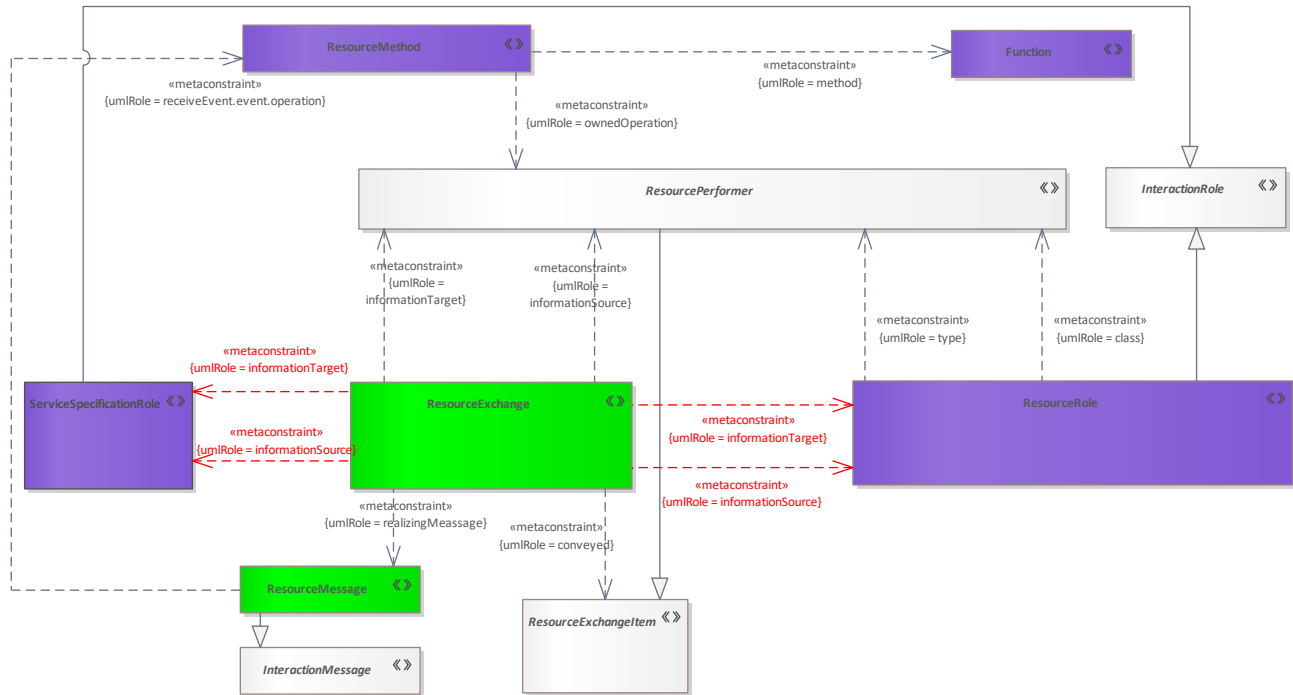 ResourceMethod
«»
Function
«»
«metaconstraint»
{umlRole = receiveEvent.event.operation}
«metaconstraint»
{umlRole = method}
«metaconstraint»
{umlRole = ownedOperation}
ResourcePerformer
«»
InteractionRole
«»
«metaconstraint»
{umlRole =
informationTarget}
«metaconstraint»
{umlRole =
informationSource}
«metaconstraint»
{umlRole = type}
«metaconstraint»
{umlRole = class}
«metaconstraint»
{umlRole = informationTarget}
ServiceSpecificationRole
«»
«metaconstraint»
{umlRole = informationSource}
ResourceExchange
«»
«metaconstraint»
{umlRole = informationTarget}
«metaconstraint»
{umlRole = informationSource}
ResourceRole
«»
«metaconstraint»
{umlRole = realizingMeassage}
«metaconstraint»
{umlRole = conveyed}
ResourceMessage
«»
ResourceExchangeItem
«»
InteractionMessage
«»